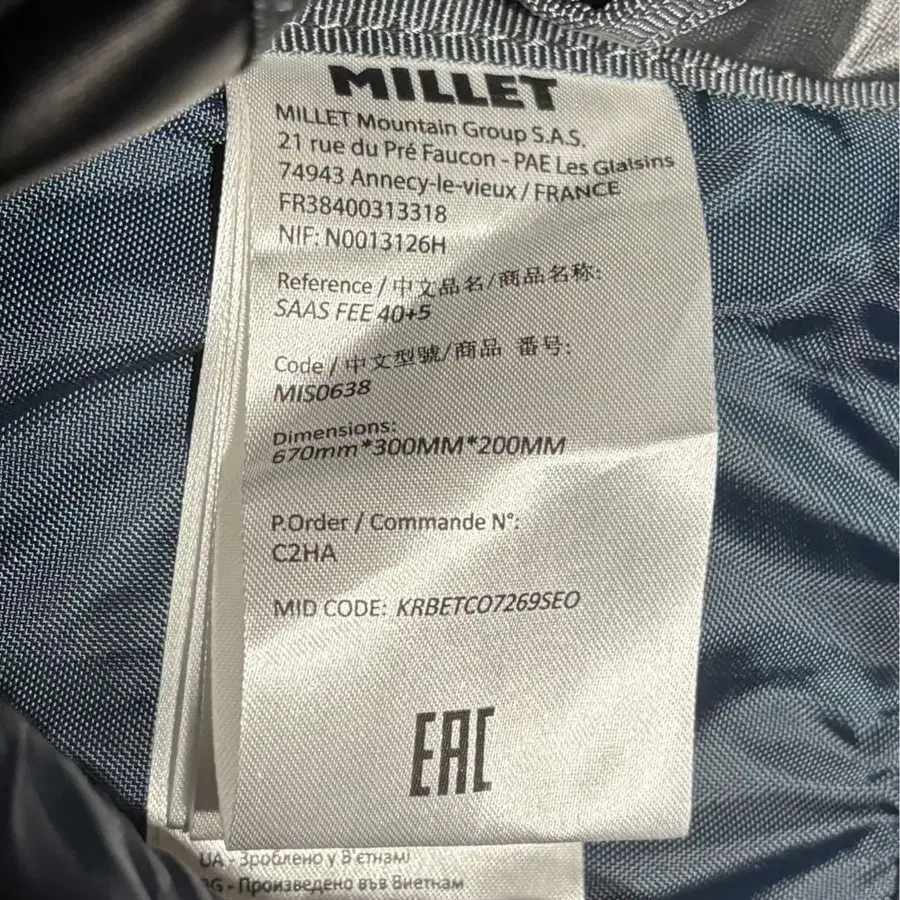 MILLET
MILLET Mountain Group S.A.S.
21 rue du Pré Faucon - PAE Les Glaisins
74943 Annecy-le-vieux / FRANCE
FR38400313318
NIF: N0013126H
Reference / 中文品名/商品名称:
SAAS FEE 40+5
Code / 中文型號/商品 番号:
MIS0638
Dimensions:
670mm*300MM*200MM
P.Order / Commande N°:
C2HA
MID CODE: KRBETCO7269SEO
EAC
UA - Зроблено у В'єтнамі
BG - Произведено във Виетнам